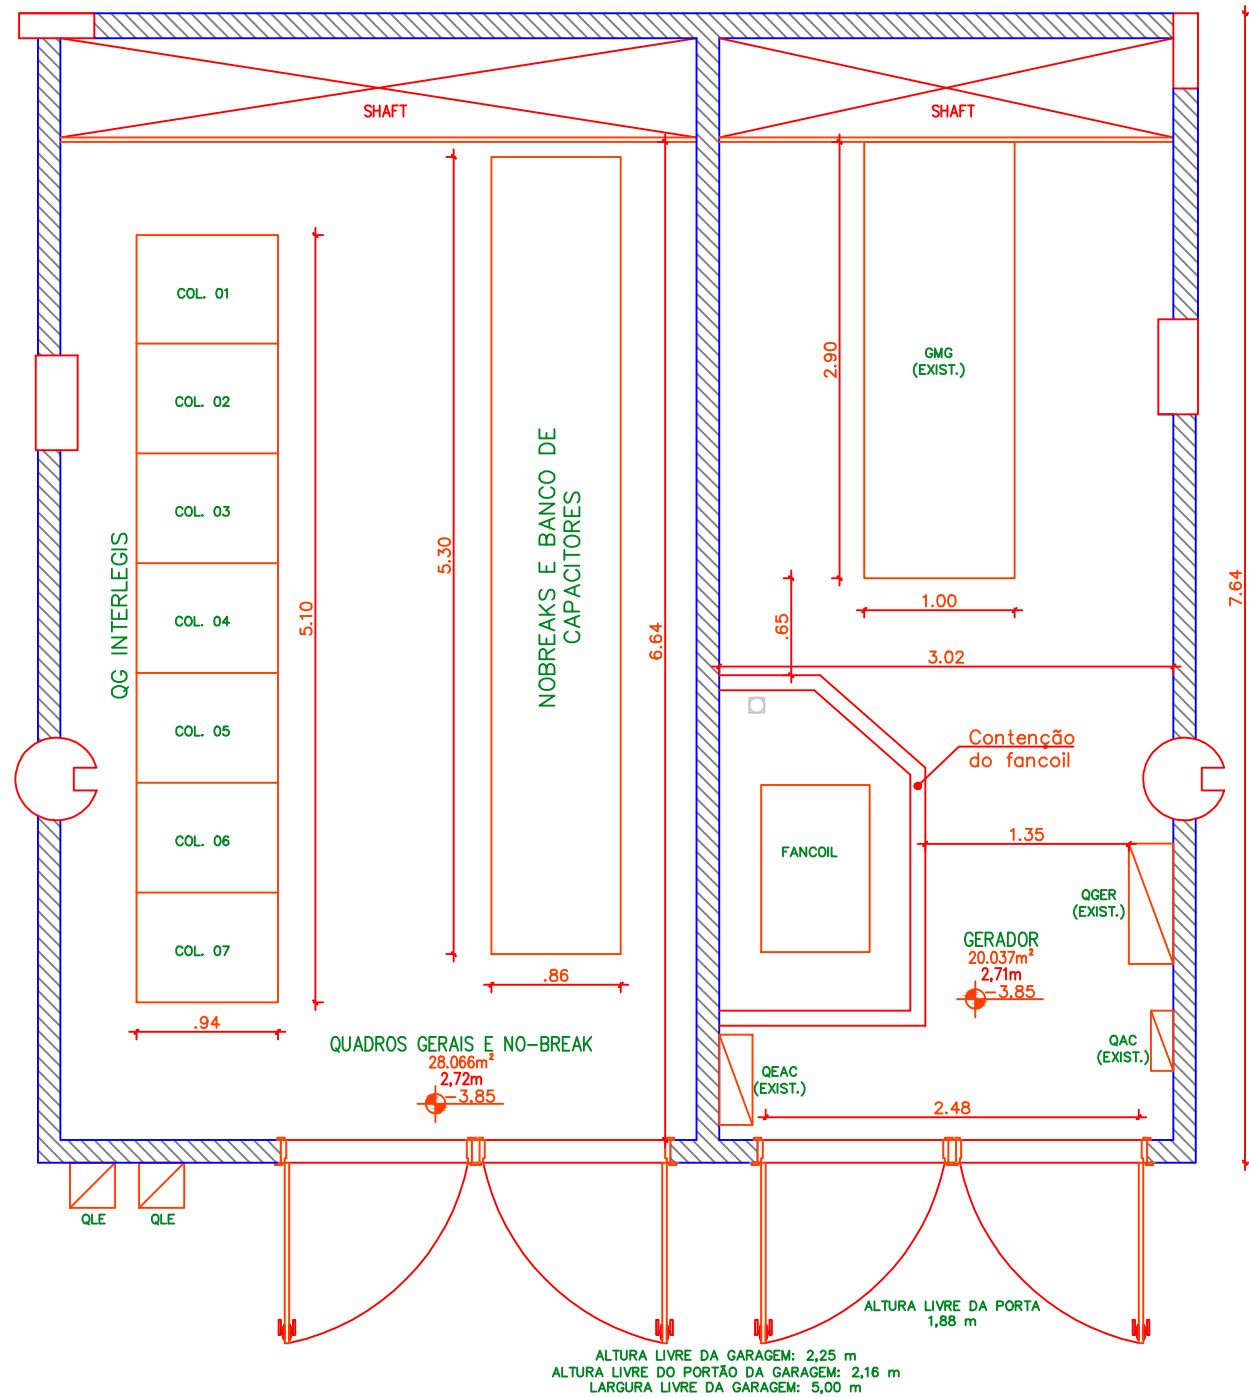 SHAFT
SHAFT
COL. 01
COL. 02
COL. 03
COL. 04
COL. 05
COL. 06
COL. 07
QG INTERLEGIS
5.10
.94
5.30
NOBREAKS E BANCO DE
CAPACITORES
.86
6.64
QUADROS GERAIS E NO-BREAK
28.066m²
2,72m
-3,85
QLE
QLE
2.90
GMG
(EXIST.)
1.00
.65
3.02
7.64
Contenção
do fancoil
1.35
FANCOIL
QGER
(EXIST.)
GERADOR
20.037m²
2,71m
-3,85
QAC
(EXIST.)
QEAC
(EXIST.)
2.48
ALTURA LIVRE DA PORTA
1,88 m
ALTURA LIVRE DA GARAGEM: 2,25 m
ALTURA LIVRE DO PORTÃO DA GARAGEM: 2,16 m
LARGURA LIVRE DA GARAGEM: 5,00 m